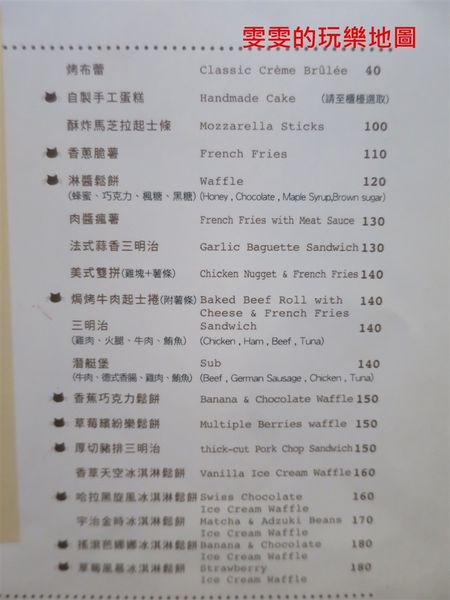 雯雯的玩樂地圖
烤布蕾 Classic Crème Brûlée 40
自製手工蛋糕 Handmade Cake (請至櫃檯選取)
酥炸馬芝拉起士條 Mozzarella Sticks 100
香蔥脆薯 French Fries 110
淋醬鬆餅 Waffle 120
(蜂蜜、巧克力、楓糖、黑糖) (Honey , Chocolate , Maple Syrup,Brown sugar)
肉醬瘋薯 French Fries with Meat Sauce 130
法式蒜香三明治 Garlic Baguette Sandwich 130
美式雙拼(雞塊+薯條) Chicken Nugget & French Fries 140
焗烤牛肉起士捲(附薯條) Baked Beef Roll with 140
Cheese & French Fries
三明治 Sandwich 140
(雞肉、火腿、牛肉、鮪魚) (Chicken , Ham , Beef , Tuna)
潛艇堡 Sub 140
(牛肉、德式香腸、雞肉、鮪魚) (Beef , German Sausage , Chicken , Tuna)
香蕉巧克力鬆餅 Banana & Chocolate Waffle 150
草莓繽紛樂鬆餅 Multiple Berries waffle 150
厚切豬排三明治 thick-cut Pork Chop Sandwich 150
香草天空冰淇淋鬆餅 Vanilla Ice Cream Waffle 160
哈拉黑旋風冰淇淋鬆餅 Swiss Chocolate 160
Ice Cream Waffle
宇治金時冰淇淋鬆餅 Matcha & Adzuki Beans 170
Ice Cream Waffle
搖滾芭娜娜冰淇淋鬆餅 Banana & Chocolate 180
Ice Cream Waffle
草莓風暴冰淇淋鬆餅 Strawberry 180
Ice Cream Waffle